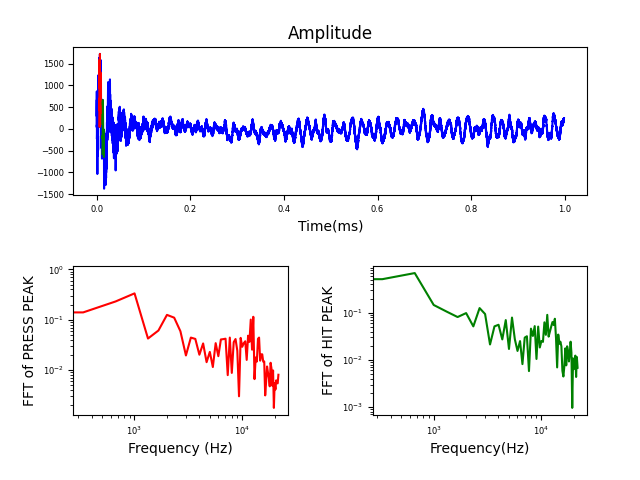 Amplitude
1500
1000
500
0
−500
−1000
−1500
0.0 0.2 0.4 0.6 0.8 1.0
Time(ms)
FFT of PRESS PEAK
10⁰
10⁻¹
10⁻²
10³ 10⁴
Frequency (Hz)
FFT of HIT PEAK
10⁻¹
10⁻²
10⁻³
10³ 10⁴
Frequency(Hz)